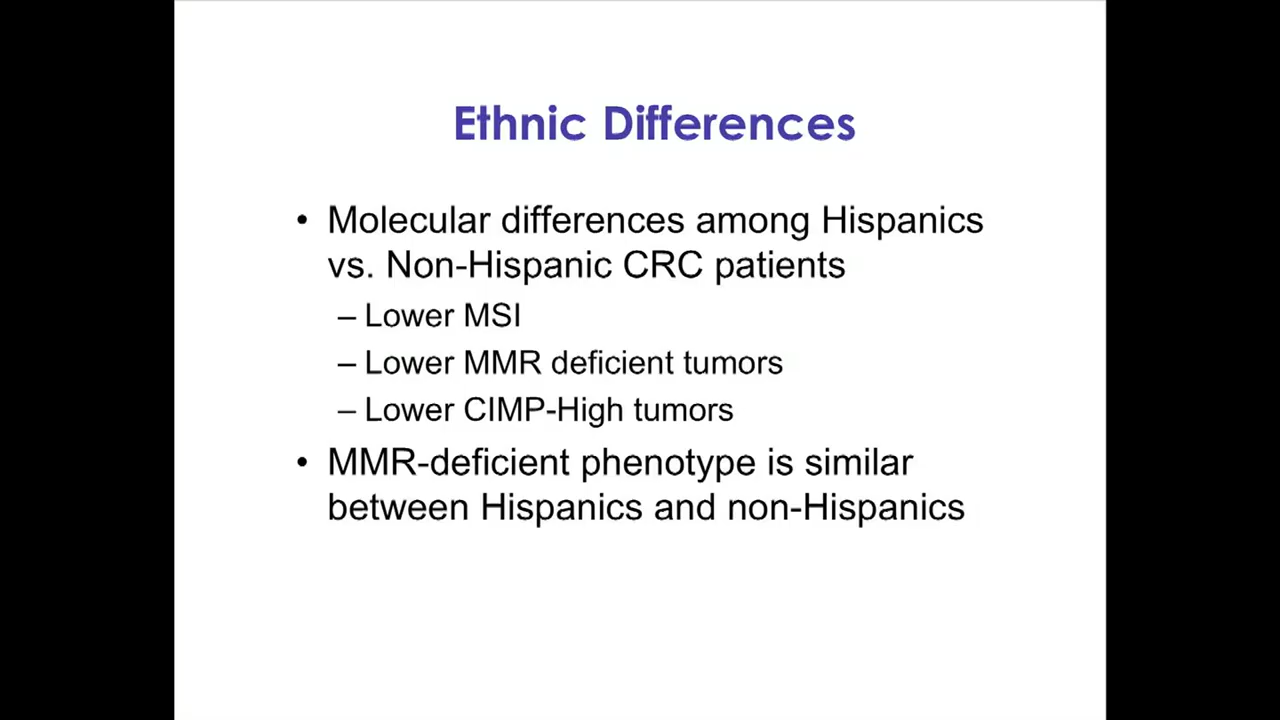 Ethnic Differences
• Molecular differences among Hispanics
vs. Non-Hispanic CRC patients
– Lower MSI
– Lower MMR deficient tumors
– Lower CIMP-High tumors
• MMR-deficient phenotype is similar
between Hispanics and non-Hispanics